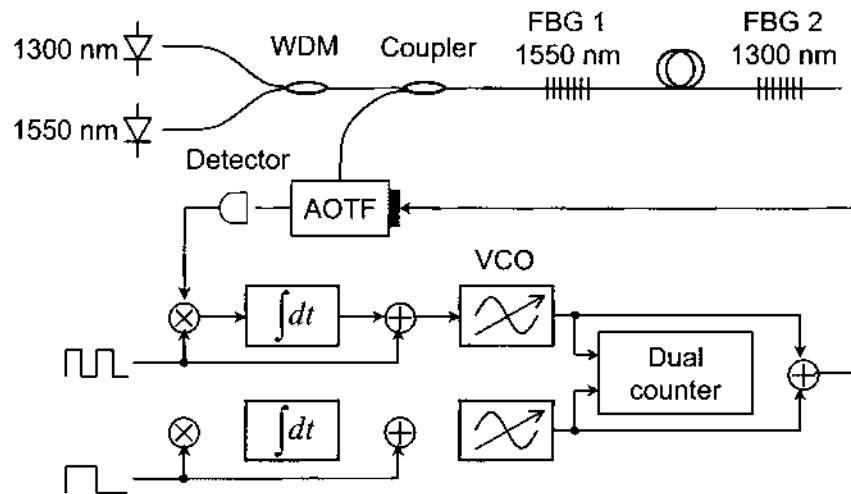 FBG 1
FBG 2
1300 nm
WDM
Coupler
1550 nm
1300 nm
1550 nm
Detector
AOTF
VCO
∫dt
Dual
counter
∫dt